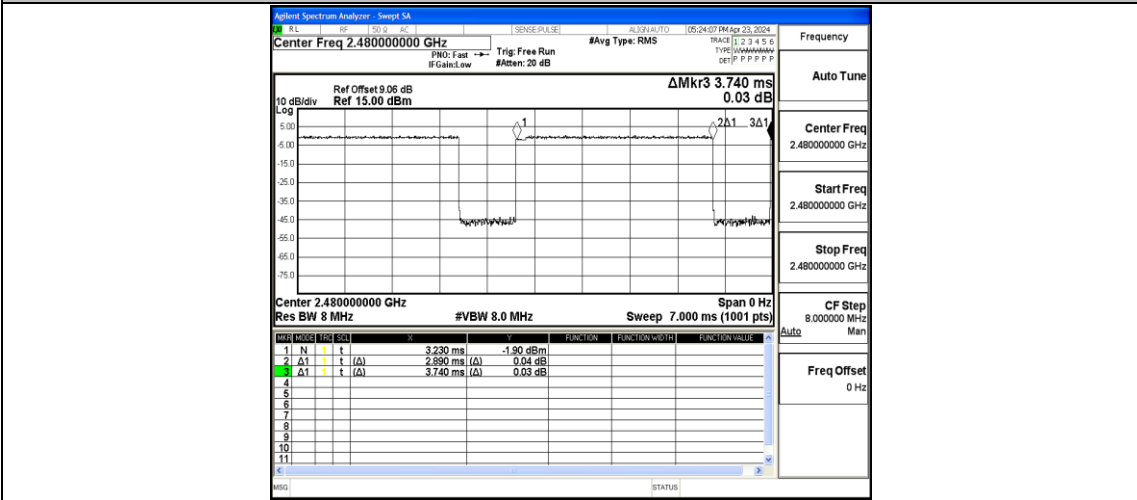 Agilent Spectrum Analyzer - Swept SA
RL RF 50 Ω AC SENSE:PULSE ALIGN AUTO 05:24:07 PM Apr 23, 2024
Center Freq 2.480000000 GHz
PNO: Fast
IFGain:Low
Trig: Free Run
#Atten: 20 dB
#Avg Type: RMS
TRACE 1 2 3 4 5 6
TYPE
DET P P P P P P
Frequency
Auto Tune
ΔMkr3 3.740 ms
0.03 dB
Ref Offset 9.06 dB
10 dB/div Ref 15.00 dBm
Log
5.00
-5.00
-15.0
-25.0
-35.0
-45.0
-55.0
-65.0
-75.0
1
2Δ1 3Δ1
Center Freq
2.480000000 GHz
Start Freq
2.480000000 GHz
Stop Freq
2.480000000 GHz
CF Step
8.000000 MHz
Auto Man
Freq Offset
0 Hz
Center 2.480000000 GHz Span 0 Hz
Res BW 8 MHz #VBW 8.0 MHz Sweep 7.000 ms (1001 pts)
MKR MODE TRC SCL X Y FUNCTION FUNCTION WIDTH FUNCTION VALUE
1 N 1 t 3.230 ms -1.90 dBm
2 Δ1 1 t (Δ) 2.890 ms (Δ) 0.04 dB
3 Δ1 1 t (Δ) 3.740 ms (Δ) 0.03 dB
4
5
6
7
8
9
10
11
MSG STATUS